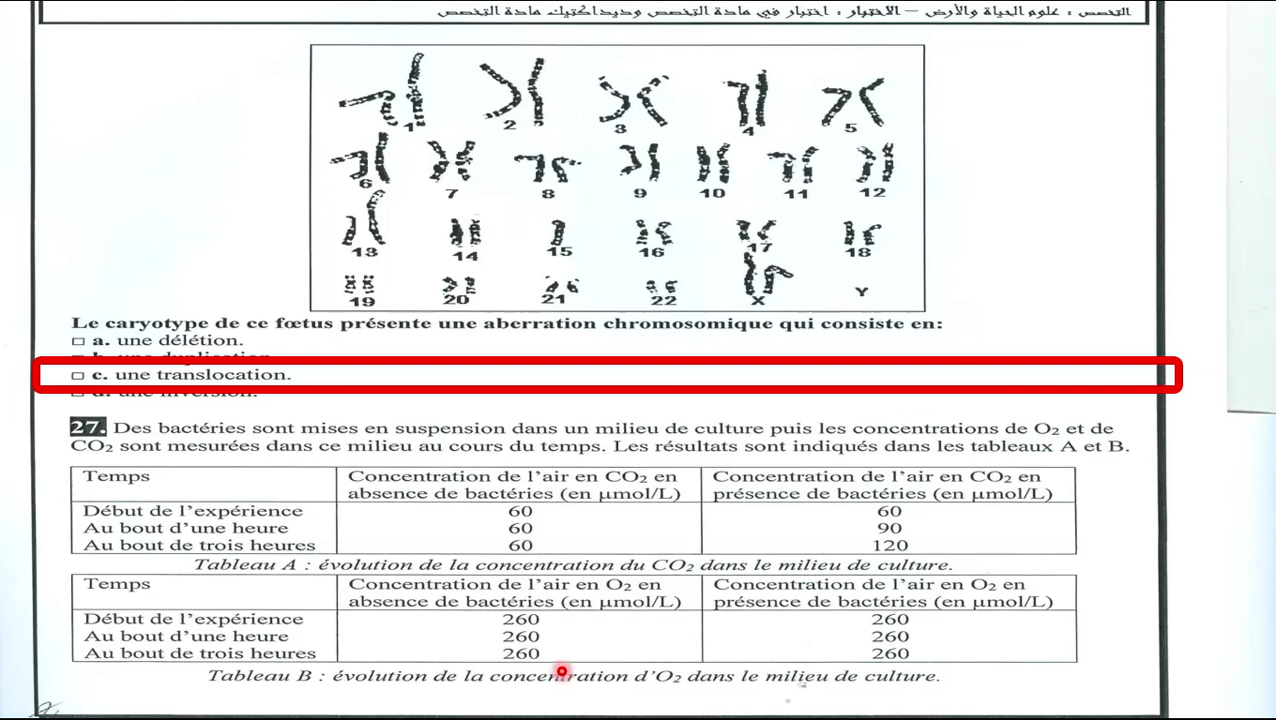 التخصص : علوم الحياة والأرض – الاختبار : اختبار في مادة التخصص وديداكتيك مادة التخصص
1 2 3 4 5
6 7 8 9 10 11 12
13 14 15 16 17 18
19 20 21 22 X Y
Le caryotype de ce fœtus présente une aberration chromosomique qui consiste en:
a. une délétion.
b. une duplication.
c. une translocation.
d. une inversion.
27. Des bactéries sont mises en suspension dans un milieu de culture puis les concentrations de O₂ et de
CO₂ sont mesurées dans ce milieu au cours du temps. Les résultats sont indiqués dans les tableaux A et B.
Temps Concentration de l’air en CO₂ en Concentration de l’air en CO₂ en
absence de bactéries (en µmol/L) présence de bactéries (en µmol/L)
Début de l’expérience 60 60
Au bout d’une heure 60 90
Au bout de trois heures 60 120
Tableau A : évolution de la concentration du CO₂ dans le milieu de culture.
Temps Concentration de l’air en O₂ en Concentration de l’air en O₂ en
absence de bactéries (en µmol/L) présence de bactéries (en µmol/L)
Début de l’expérience 260 260
Au bout d’une heure 260 260
Au bout de trois heures 260 260
Tableau B : évolution de la concentration d’O₂ dans le milieu de culture.